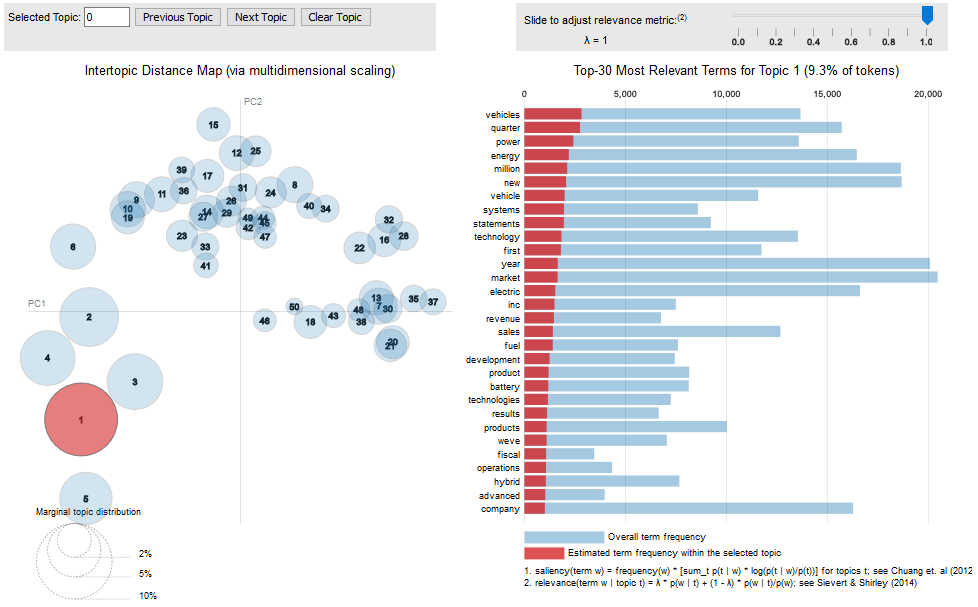 Selected Topic: 0 Previous Topic Next Topic Clear Topic
Slide to adjust relevance metric:(2)
λ = 1
0.0 0.2 0.4 0.6 0.8 1.0
Intertopic Distance Map (via multidimensional scaling)
PC2
PC1
15
12 25
39
17
36
11
9
10
19
31
24
8
26
40 34
14
27
29
49 44
45
42
47
23
33
41
6
32
28
16
22
2
50
46
18
43
13
7
48
30
38
35
37
20
21
4
3
1
5
Marginal topic distribution
2%
5%
10%
Top-30 Most Relevant Terms for Topic 1 (9.3% of tokens)
0 5,000 10,000 15,000 20,000
vehicles
quarter
power
energy
million
new
vehicle
systems
statements
technology
first
year
market
electric
inc
revenue
sales
fuel
development
product
battery
technologies
results
products
weve
fiscal
operations
hybrid
advanced
company
Overall term frequency
Estimated term frequency within the selected topic
1. saliency(term w) = frequency(w) * [sum_t p(t | w) * log(p(t | w)/p(t))] for topics t; see Chuang et. al (2012
2. relevance(term w | topic t) = λ * p(w | t) + (1 - λ) * p(w | t)/p(w); see Sievert & Shirley (2014)